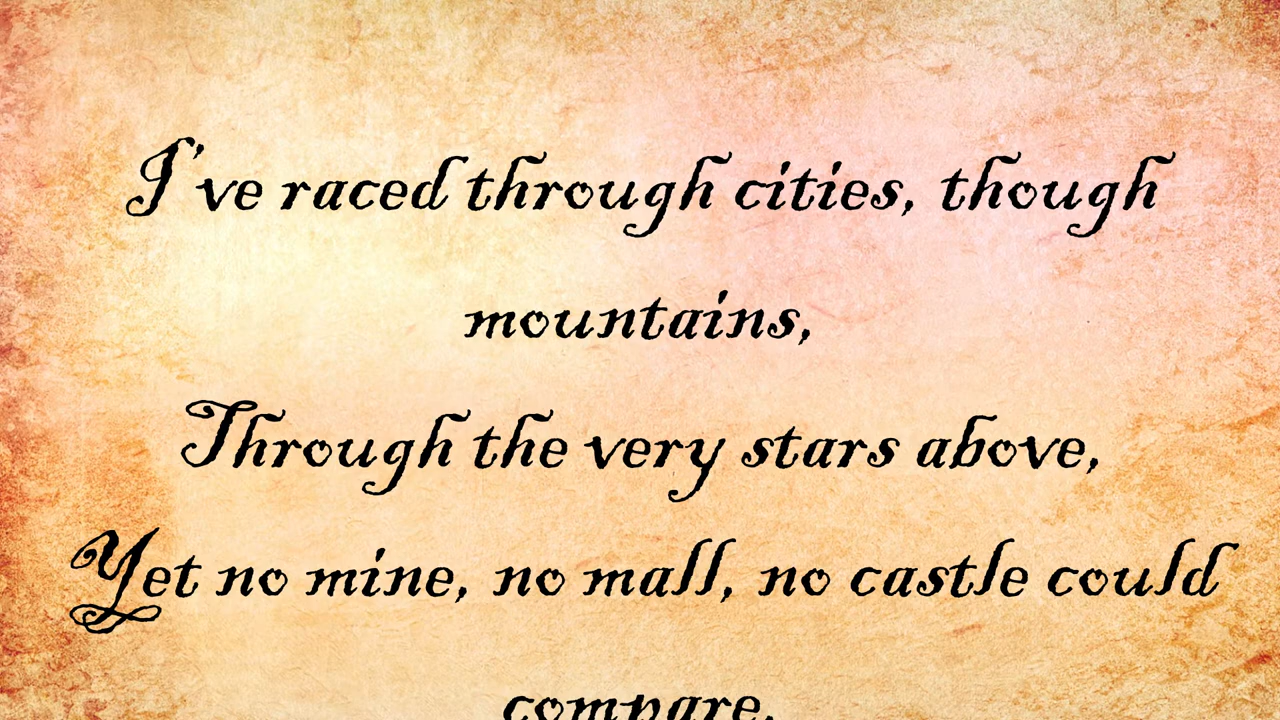 I've raced through cities, though
mountains,
Through the very stars above,
Yet no mine, no mall, no castle could
compare.